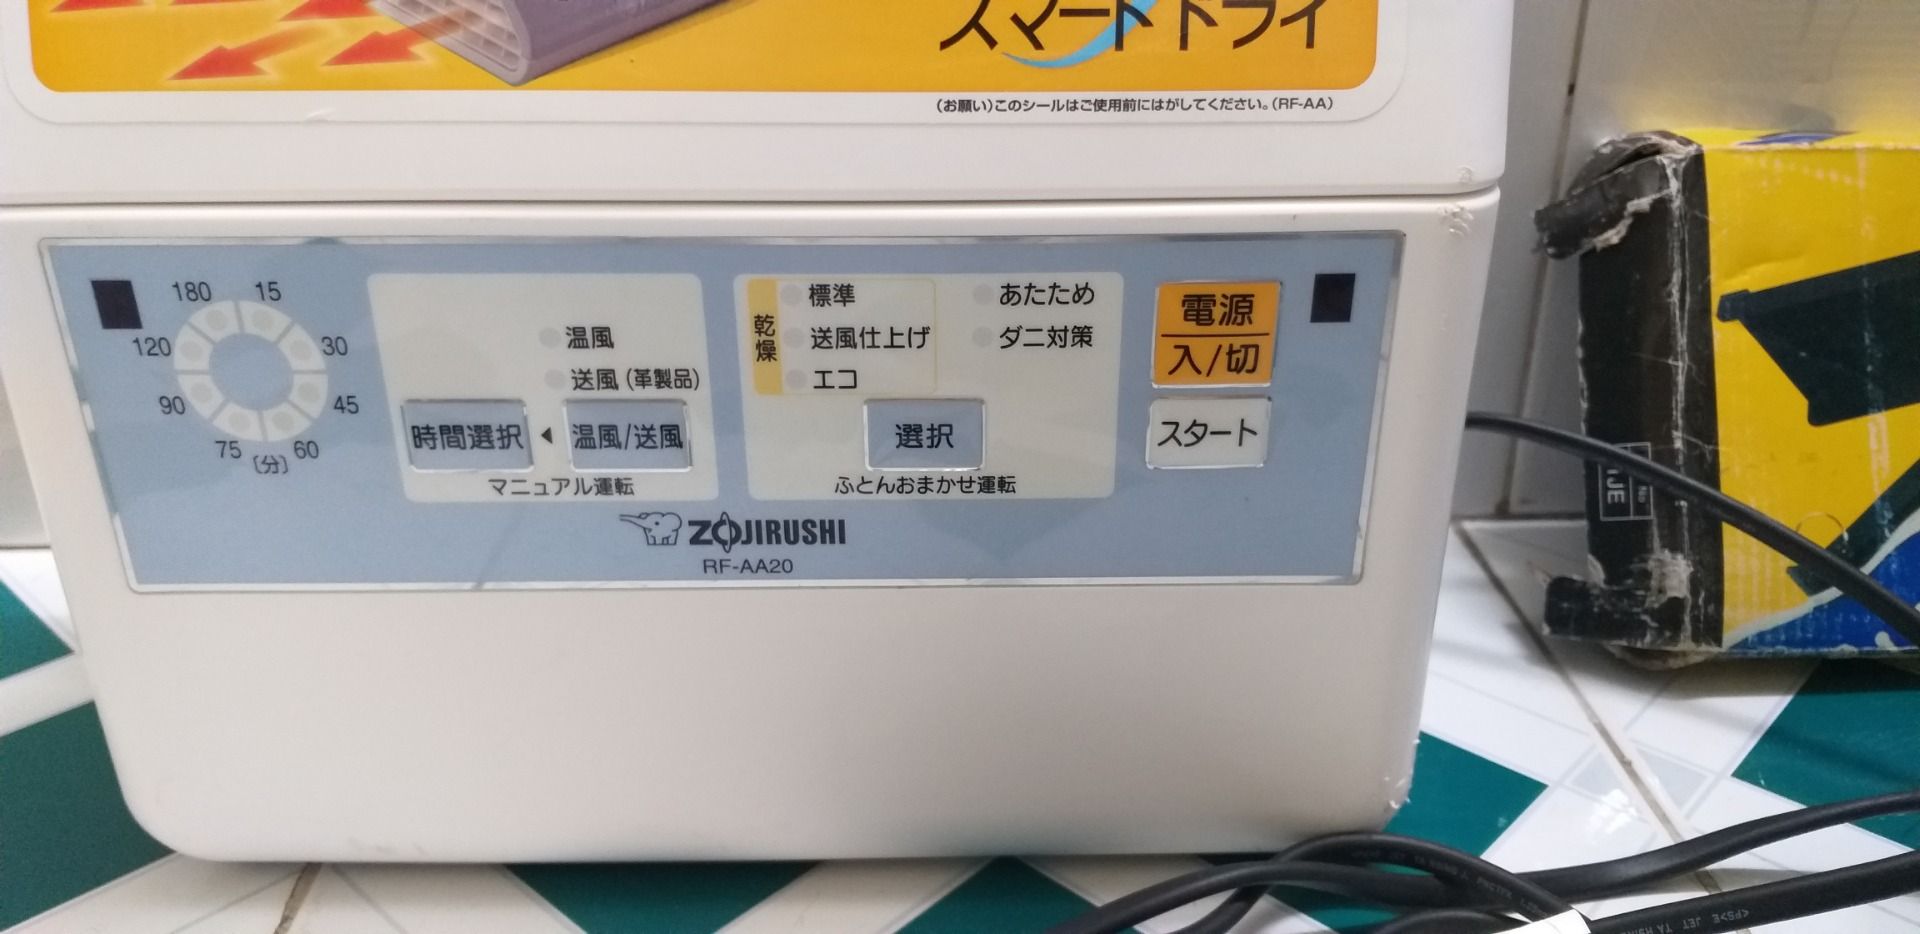 スマートドライ
(お願い)このシールはご使用前にはがしてください。(RF-AA)
180 15
120 30
90 45
75 60
(分)
温風
送風(革製品)
時間選択 ◀ 温風/送風
マニュアル運転
乾燥
標準
送風仕上げ
エコ
あたため
ダニ対策
選択
ふとんおまかせ運転
電源
入/切
スタート
ZOJIRUSHI
RF-AA20